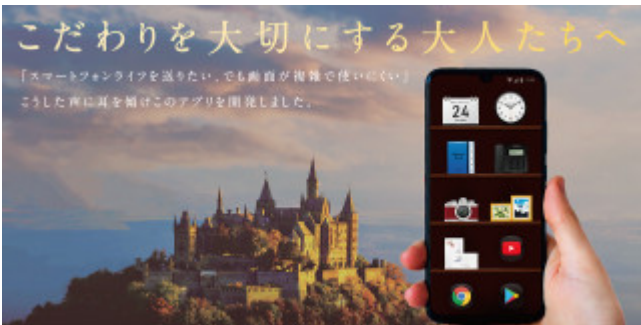 こだわりを大切にする大人たちへ
「スマートフォンライフを送りたい、でも画面が複雑で使いにくい」
こうした声に耳を傾けこのアプリを開発しました。
24